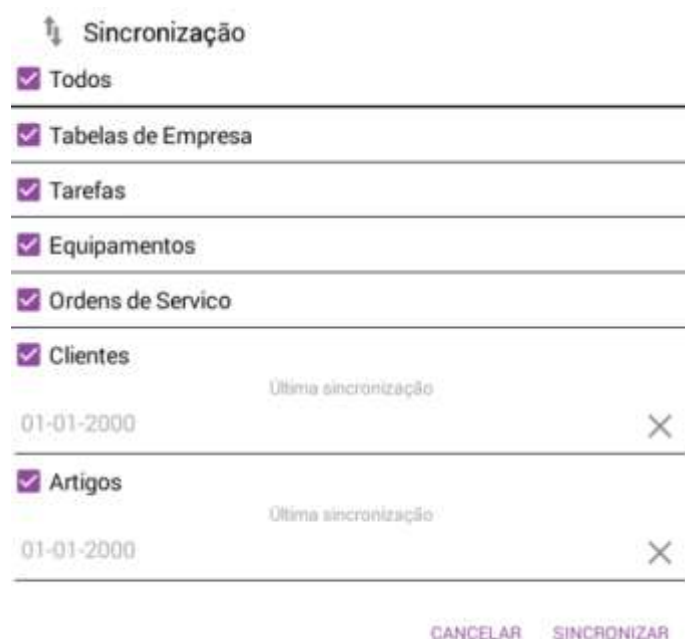 Sincronização
Todos
Tabelas de Empresa
Tarefas
Equipamentos
Ordens de Servico
Clientes
Última sincronização
01-01-2000
Artigos
Última sincronização
01-01-2000
CANCELAR SINCRONIZAR